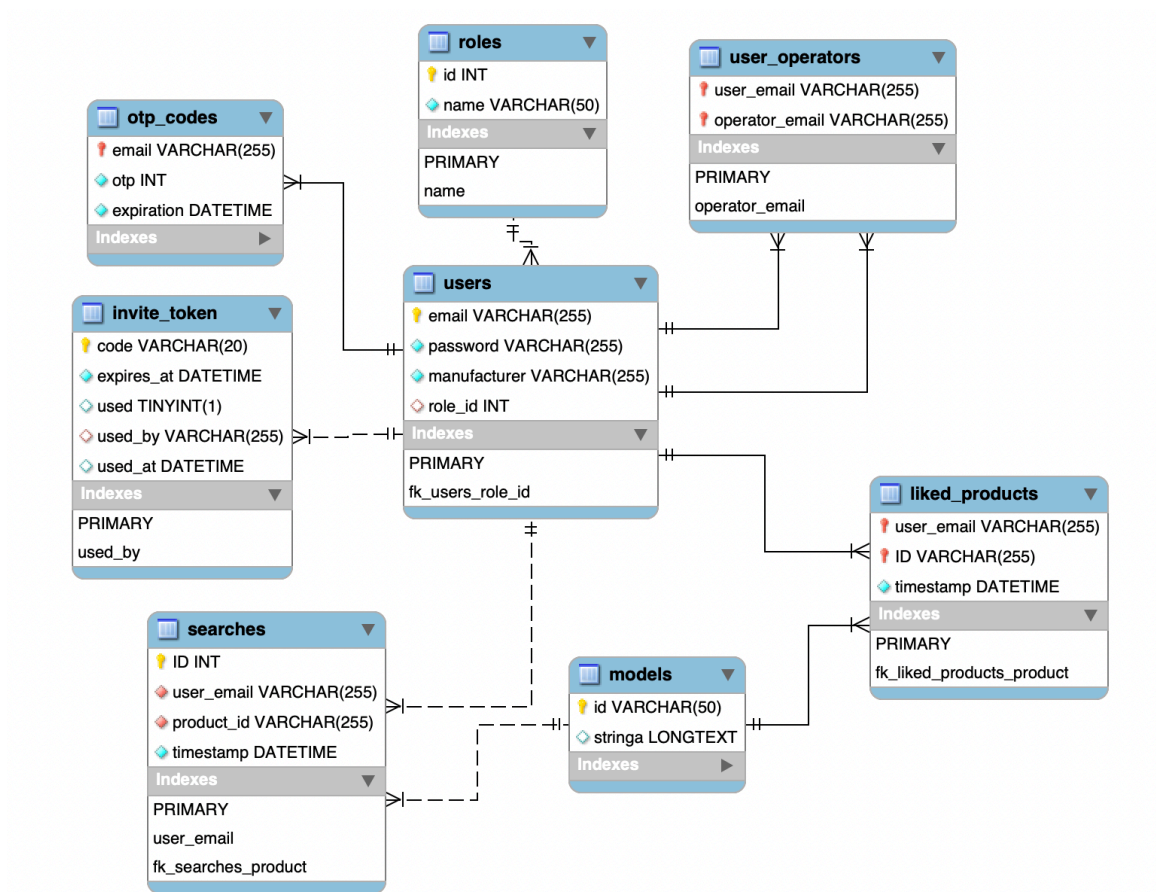 roles
id INT
name VARCHAR(50)
Indexes
PRIMARY
name
user_operators
user_email VARCHAR(255)
operator_email VARCHAR(255)
Indexes
PRIMARY
operator_email
otp_codes
email VARCHAR(255)
otp INT
expiration DATETIME
Indexes
users
email VARCHAR(255)
password VARCHAR(255)
manufacturer VARCHAR(255)
role_id INT
Indexes
PRIMARY
fk_users_role_id
invite_token
code VARCHAR(20)
expires_at DATETIME
used TINYINT(1)
used_by VARCHAR(255)
used_at DATETIME
Indexes
PRIMARY
used_by
liked_products
user_email VARCHAR(255)
ID VARCHAR(255)
timestamp DATETIME
Indexes
PRIMARY
fk_liked_products_product
searches
ID INT
user_email VARCHAR(255)
product_id VARCHAR(255)
timestamp DATETIME
Indexes
PRIMARY
user_email
fk_searches_product
models
id VARCHAR(50)
stringa LONGTEXT
Indexes